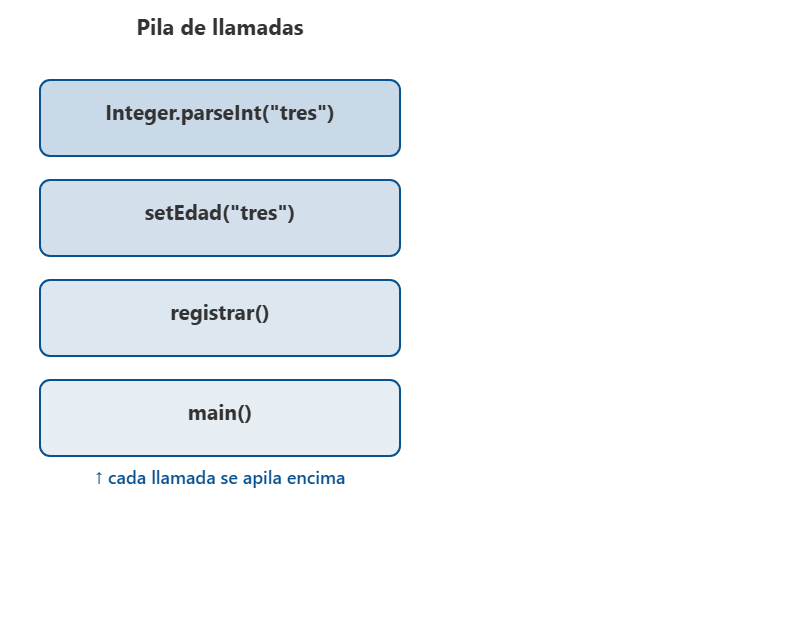 Pila de llamadas
Integer.parseInt("tres")
setEdad("tres")
registrar()
main()
↑ cada llamada se apila encima